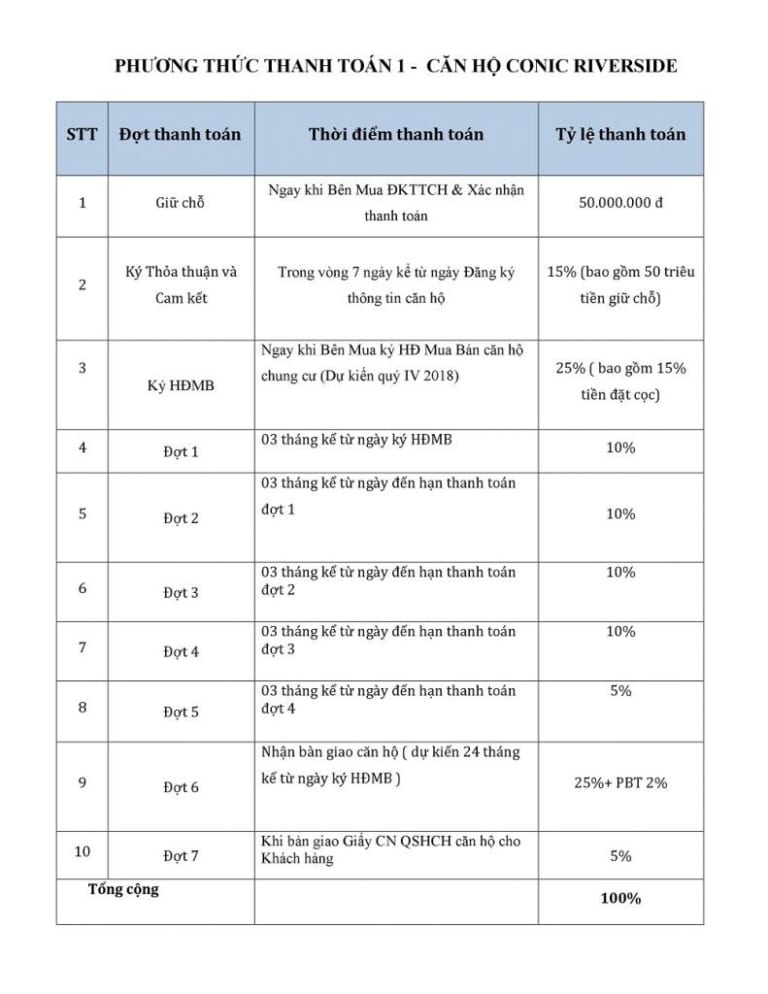 PHƯƠNG THỨC THANH TOÁN 1 - CĂN HỘ CONIC RIVERSIDE
STT Đợt thanh toán Thời điểm thanh toán Tỷ lệ thanh toán
1 Giữ chỗ Ngay khi Bên Mua ĐKTTCH & Xác nhận
thanh toán
50.000.000 đ
2 Ký Thỏa thuận và
Cam kết
Trong vòng 7 ngày kể từ ngày Đăng ký
thông tin căn hộ
15% (bao gồm 50 triêu
tiền giữ chỗ)
3 Ký HĐMB
Ngay khi Bên Mua ký HĐ Mua Bán căn hộ
chung cư (Dự kiến quý IV 2018)
25% ( bao gồm 15%
tiền đặt cọc)
4 Đợt 1 03 tháng kể từ ngày ký HĐMB 10%
5 Đợt 2 03 tháng kể từ ngày đến hạn thanh toán
đợt 1
10%
6 Đợt 3 03 tháng kể từ ngày đến hạn thanh toán
đợt 2
10%
7 Đợt 4 03 tháng kể từ ngày đến hạn thanh toán
đợt 3
10%
8 Đợt 5 03 tháng kể từ ngày đến hạn thanh toán
đợt 4
5%
9 Đợt 6 Nhận bàn giao căn hộ ( dự kiến 24 tháng
kể từ ngày ký HĐMB )
25%+ PBT 2%
10 Đợt 7 Khi bàn giao Giấy CN QSHCH căn hộ cho
Khách hàng
5%
Tổng cộng 100%